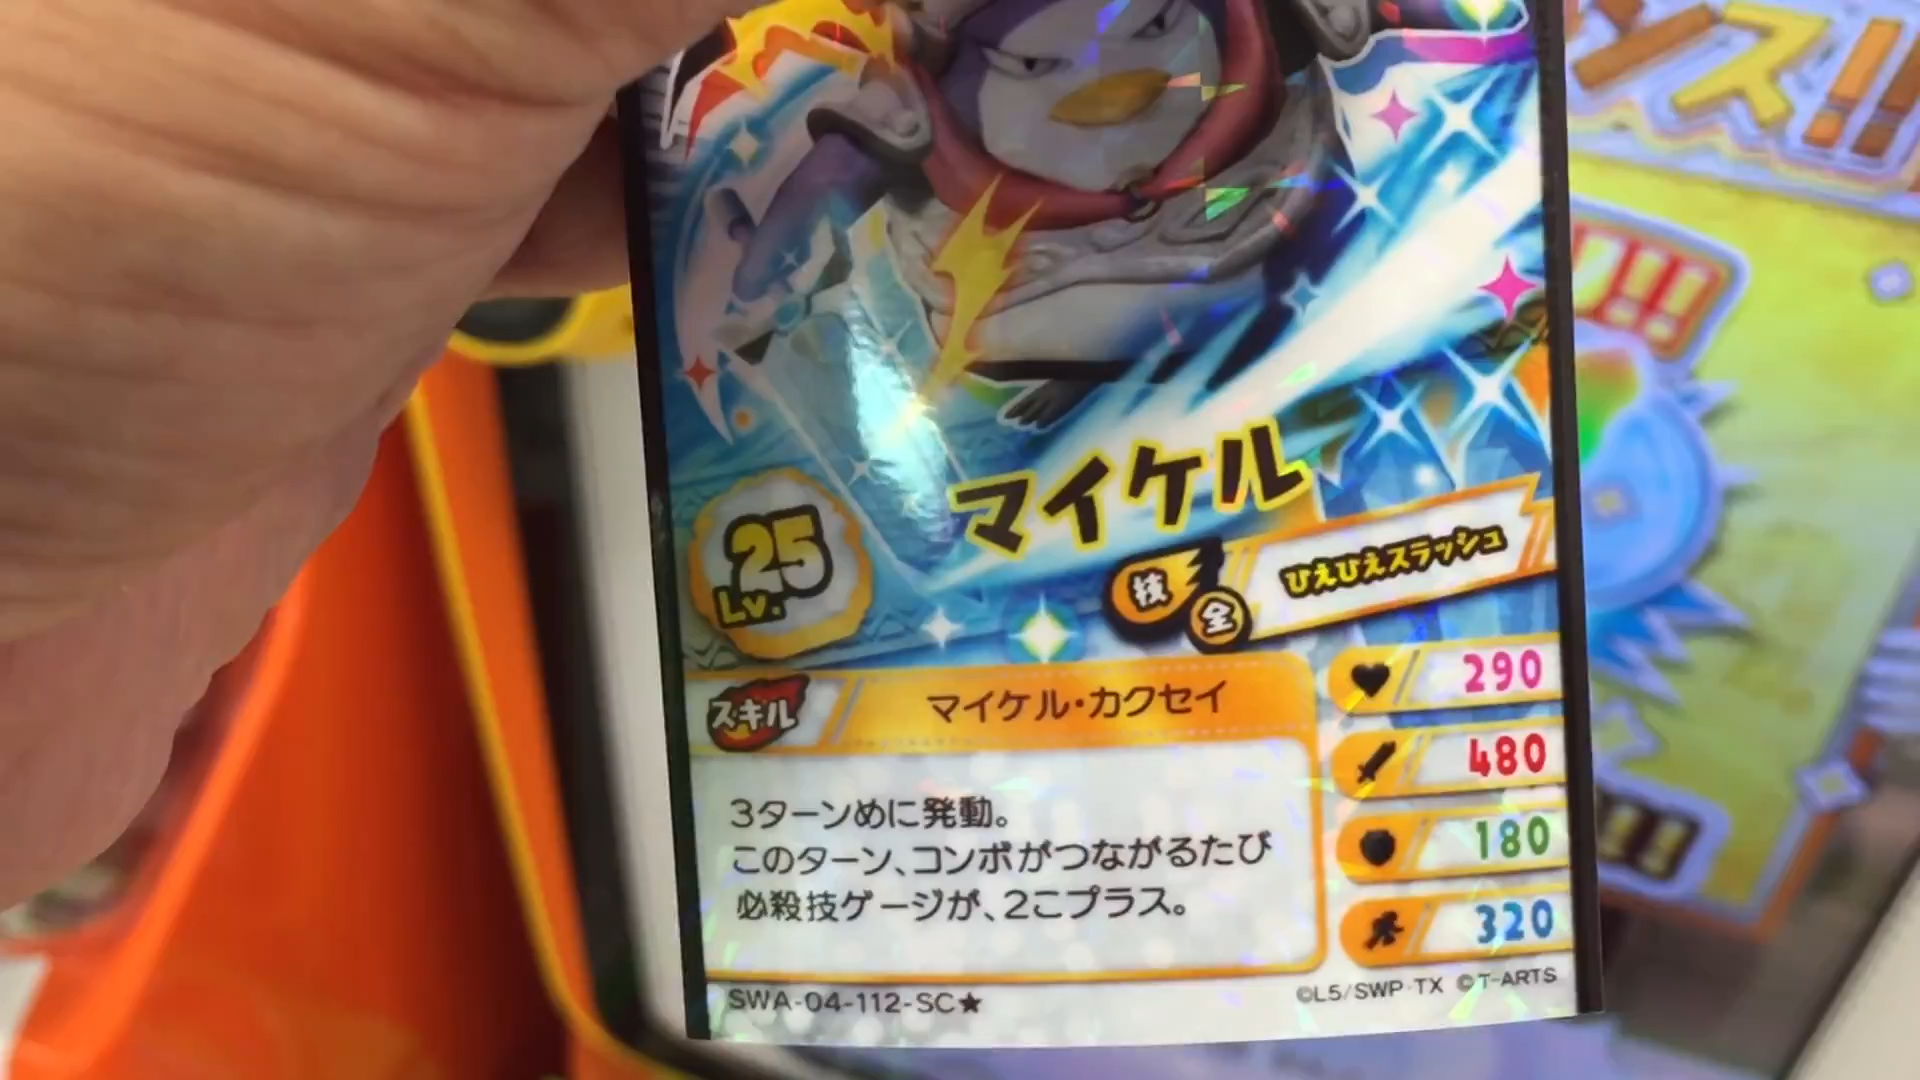 ンス!!
!!
マイケル
Lv.25
技
全
ひえひえスラッシュ
スキル
マイケル・カクセイ
3ターンめに発動。
このターン、コンボがつながるたび
必殺技ゲージが、2こプラス。
290
480
180
320
!!
SWA-04-112-SC★
©L5/SWP・TX ©T-ARTS